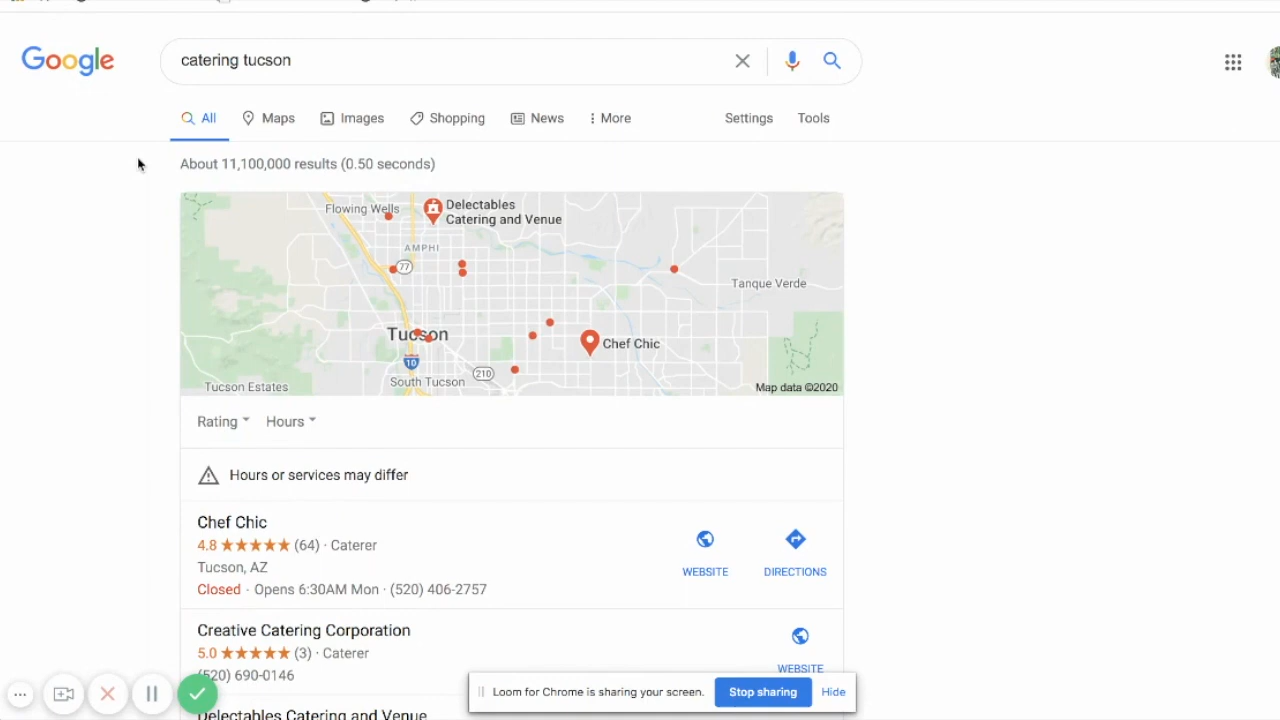 Google
catering tucson
All Maps Images Shopping News More Settings Tools
About 11,100,000 results (0.50 seconds)
Flowing Wells
Delectables
Catering and Venue
AMPHI
77
Tanque Verde
Tucson
Chef Chic
10
210
Tucson Estates
South Tucson
Map data ©2020
Rating Hours
Hours or services may differ
Chef Chic
4.8 ★★★★★ (64) · Caterer
Tucson, AZ
Closed · Opens 6:30AM Mon · (520) 406-2757
WEBSITE DIRECTIONS
Creative Catering Corporation
5.0 ★★★★★ (3) · Caterer
(520) 690-0146
WEBSITE
Delectables Catering and Venue
Loom for Chrome is sharing your screen. Stop sharing Hide